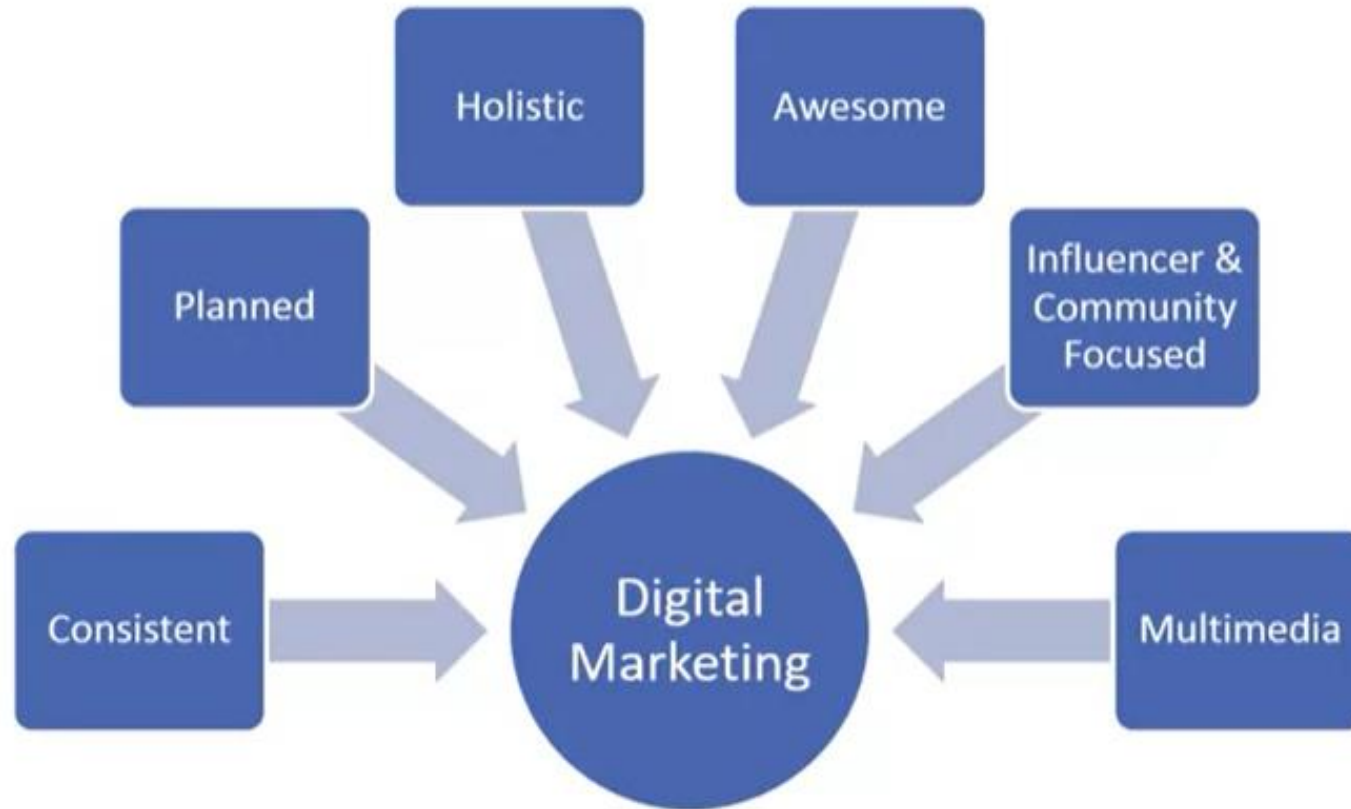 Holistic
Awesome
Planned
Influencer &
Community
Focused
Consistent
Digital
Marketing
Multimedia